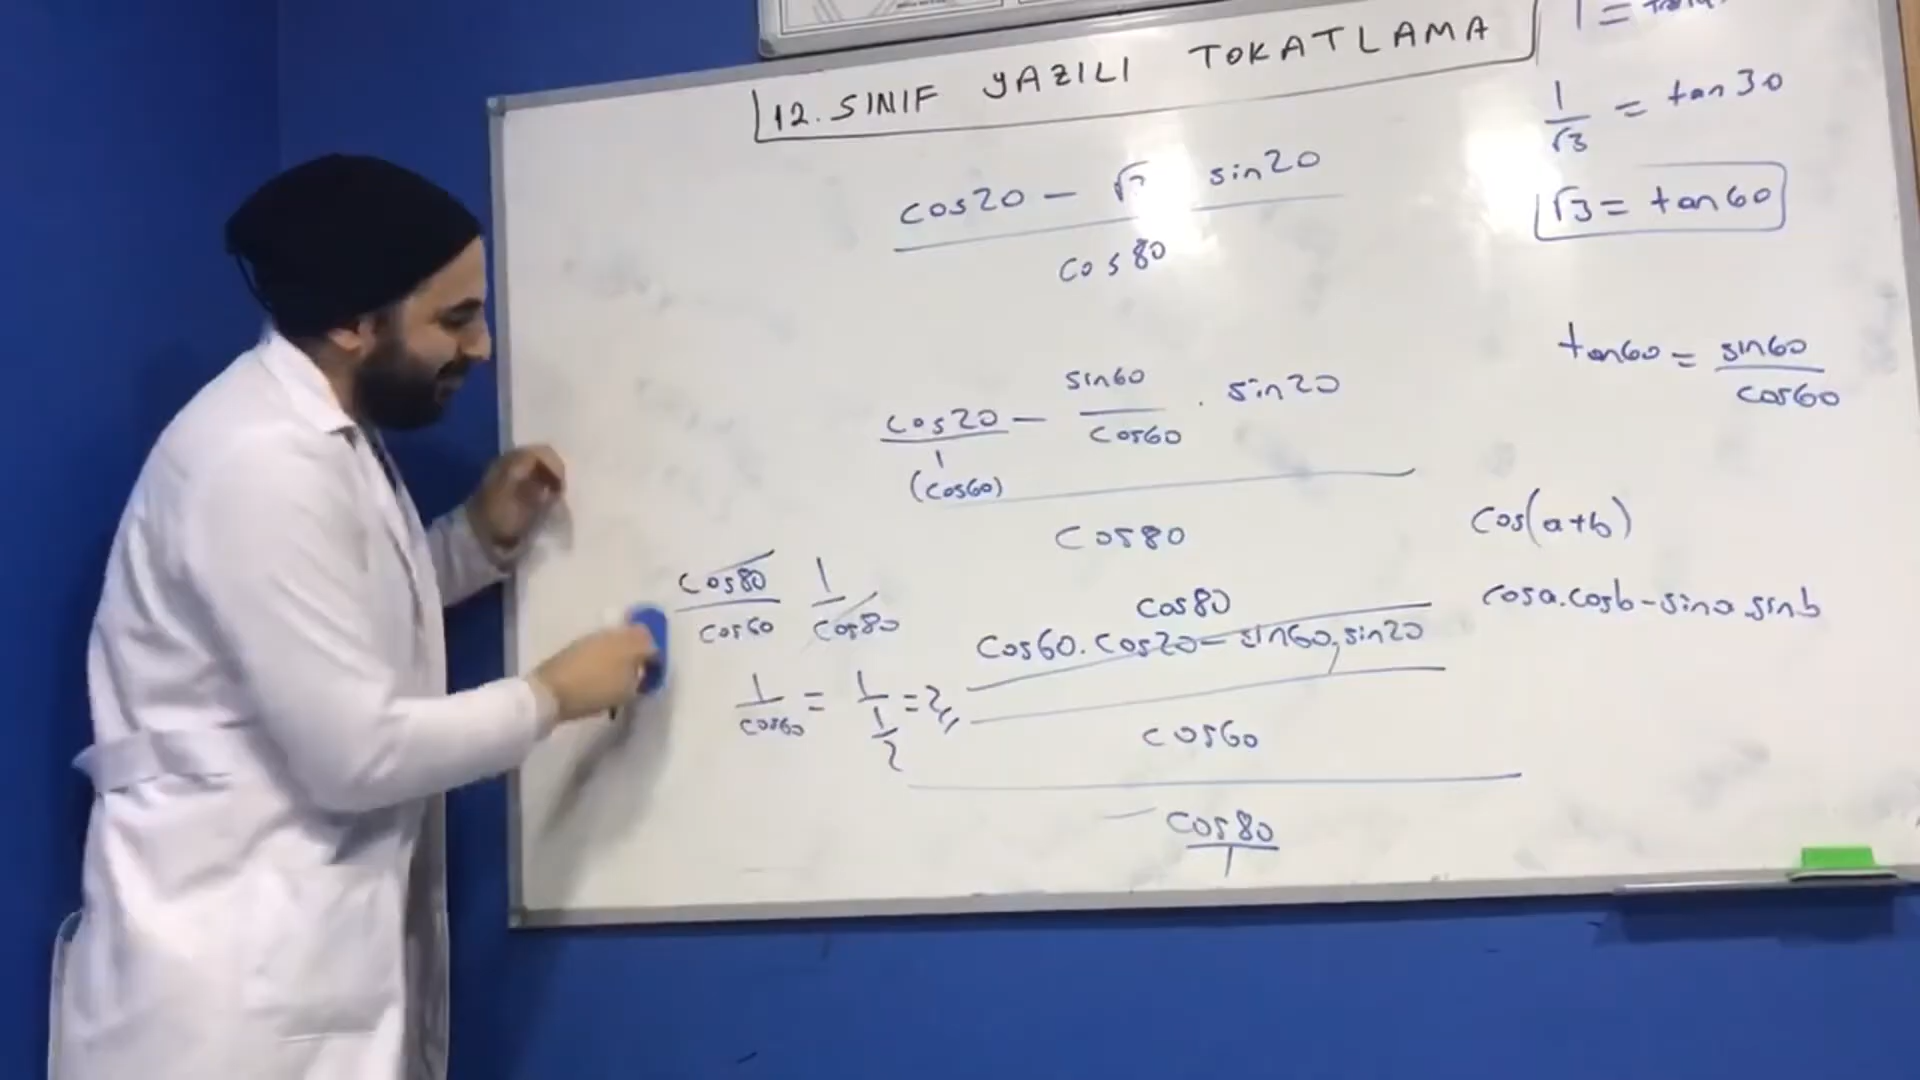 12. SINIF YAZILI TOKATLAMA
cos20 - √ sin20
cos80
1 =
1/√3 = tan30
√3 = tan60
tan60 = sin60/cos60
cos20/1 - sin60/cos60 . sin20
(cos60)
cos80
cos(a+b)
cosa.cosb-sina.sinb
cos80/cos60 1/cos80
1/cos60 = 1/(1/2) = 2//
cos80
cos60.cos20-sin60.sin20
cos60
cos80/1